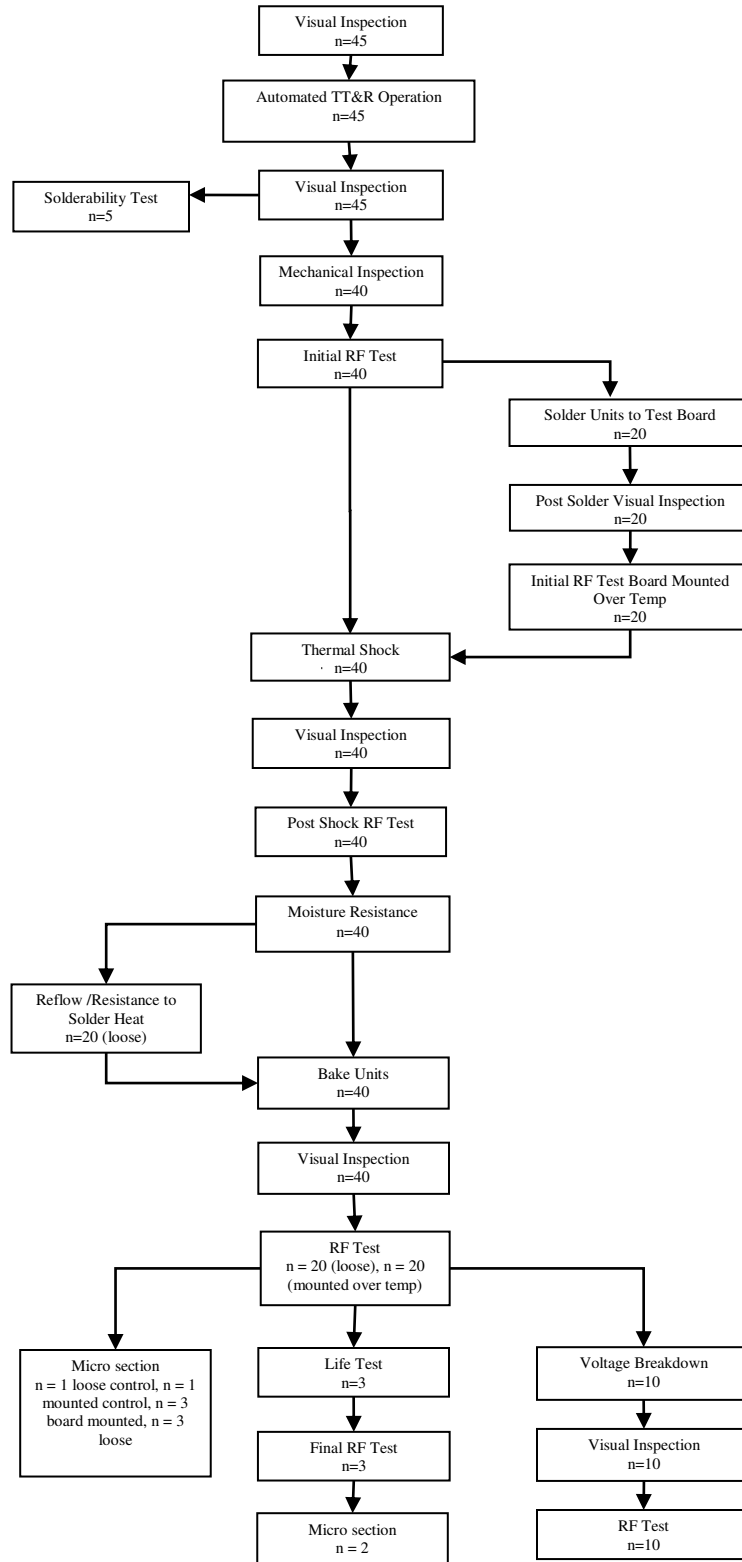 Visual Inspection
n=45
Automated TT&R Operation
n=45
Solderability Test
n=5
Visual Inspection
n=45
Mechanical Inspection
n=40
Initial RF Test
n=40
Solder Units to Test Board
n=20
Post Solder Visual Inspection
n=20
Initial RF Test Board Mounted
Over Temp
n=20
Thermal Shock
n=40
Visual Inspection
n=40
Post Shock RF Test
n=40
Moisture Resistance
n=40
Reflow /Resistance to
Solder Heat
n=20 (loose)
Bake Units
n=40
Visual Inspection
n=40
RF Test
n = 20 (loose), n = 20
(mounted over temp)
Micro section
n = 1 loose control, n = 1
mounted control, n = 3
board mounted, n = 3
loose
Life Test
n=3
Final RF Test
n=3
Micro section
n = 2
Voltage Breakdown
n=10
Visual Inspection
n=10
RF Test
n=10